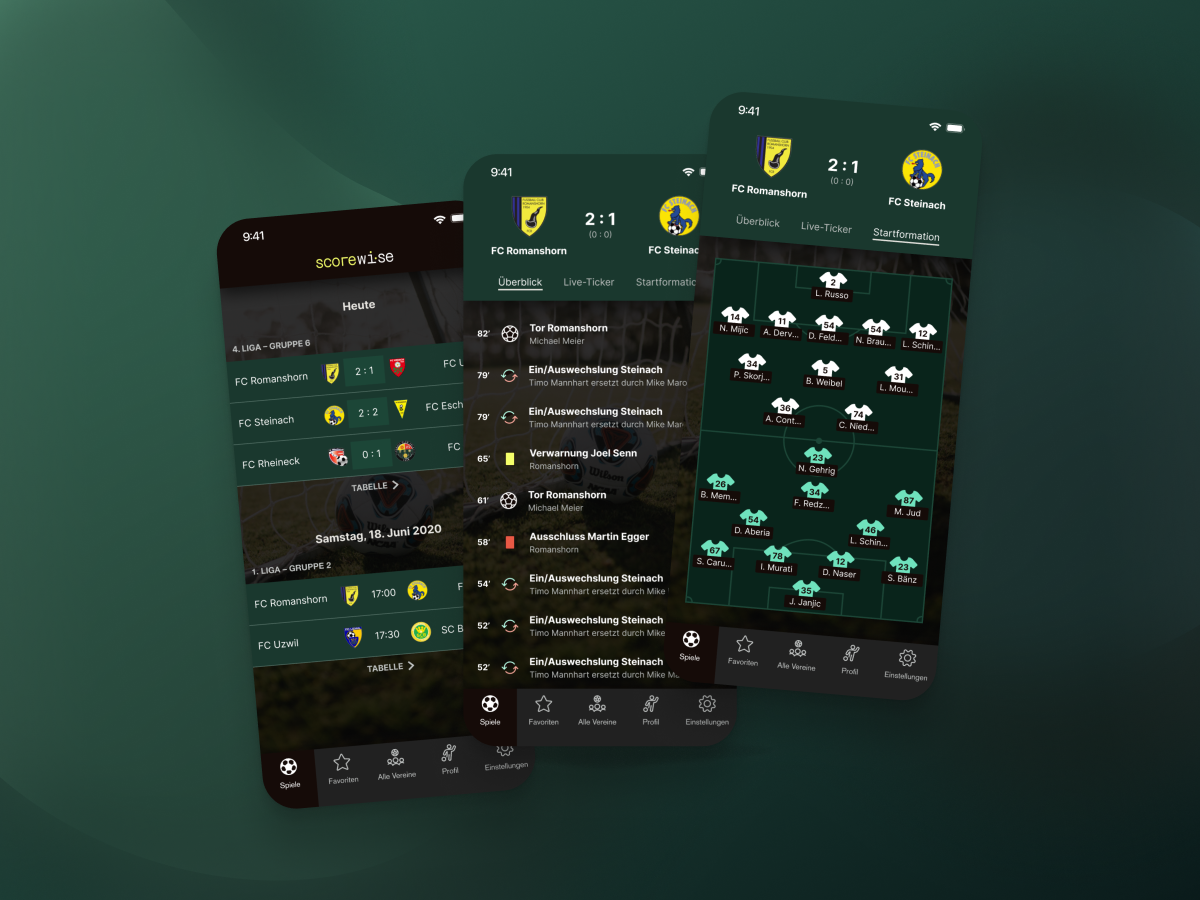 9:41
scorewise
Heute
4. LIGA – GRUPPE 6
FC Romanshorn 2 : 1 FC U
FC Steinach 2 : 2 FC Esch
FC Rheineck 0 : 1 FC
TABELLE
Samstag, 18. Juni 2020
1. LIGA – GRUPPE 2
FC Romanshorn 17:00 F
FC Uzwil 17:30 SC B
TABELLE
Spiele Favoriten Alle Vereine Profil Einstellungen
9:41
2 : 1
(0 : 0)
FC Romanshorn FC Steinac
Überblick Live-Ticker Startformatio
82' Tor Romanshorn
Michael Meier
79' Ein/Auswechslung Steinach
Timo Mannhart ersetzt durch Mike Maro
79' Ein/Auswechslung Steinach
Timo Mannhart ersetzt durch Mike Mar
65' Verwarnung Joel Senn
Romanshorn
61' Tor Romanshorn
Michael Meier
58' Ausschluss Martin Egger
Romanshorn
54' Ein/Auswechslung Steinach
Timo Mannhart ersetzt durch Mike
52' Ein/Auswechslung Steinach
Timo Mannhart ersetzt durch Mike
52' Ein/Auswechslung Steinach
Timo Mannhart ersetzt durch Mike M
Spiele Favoriten Alle Vereine Profil Einstellungen
9:41
FC STEINACH
2 : 1
(0 : 0)
FC Romanshorn FC Steinach
Überblick Live-Ticker Startformation
2
L. Russo
14 11 54 54 12
N. Mijic A. Derv... D. Feld... N. Brau... L. Schin...
34 5 31
P. Skorj... B. Weibel L. Mou...
36 74
A. Cont... C. Nied...
23
N. Gehrig
26 34 87
B. Mem... F. Redz... M. Jud
54 46
D. Aberia L. Schin...
67 78 12 23
S. Caru... I. Murati D. Naser S. Bänz
35
J. Janjic
Spiele Favoriten Alle Vereine Profil Einstellungen